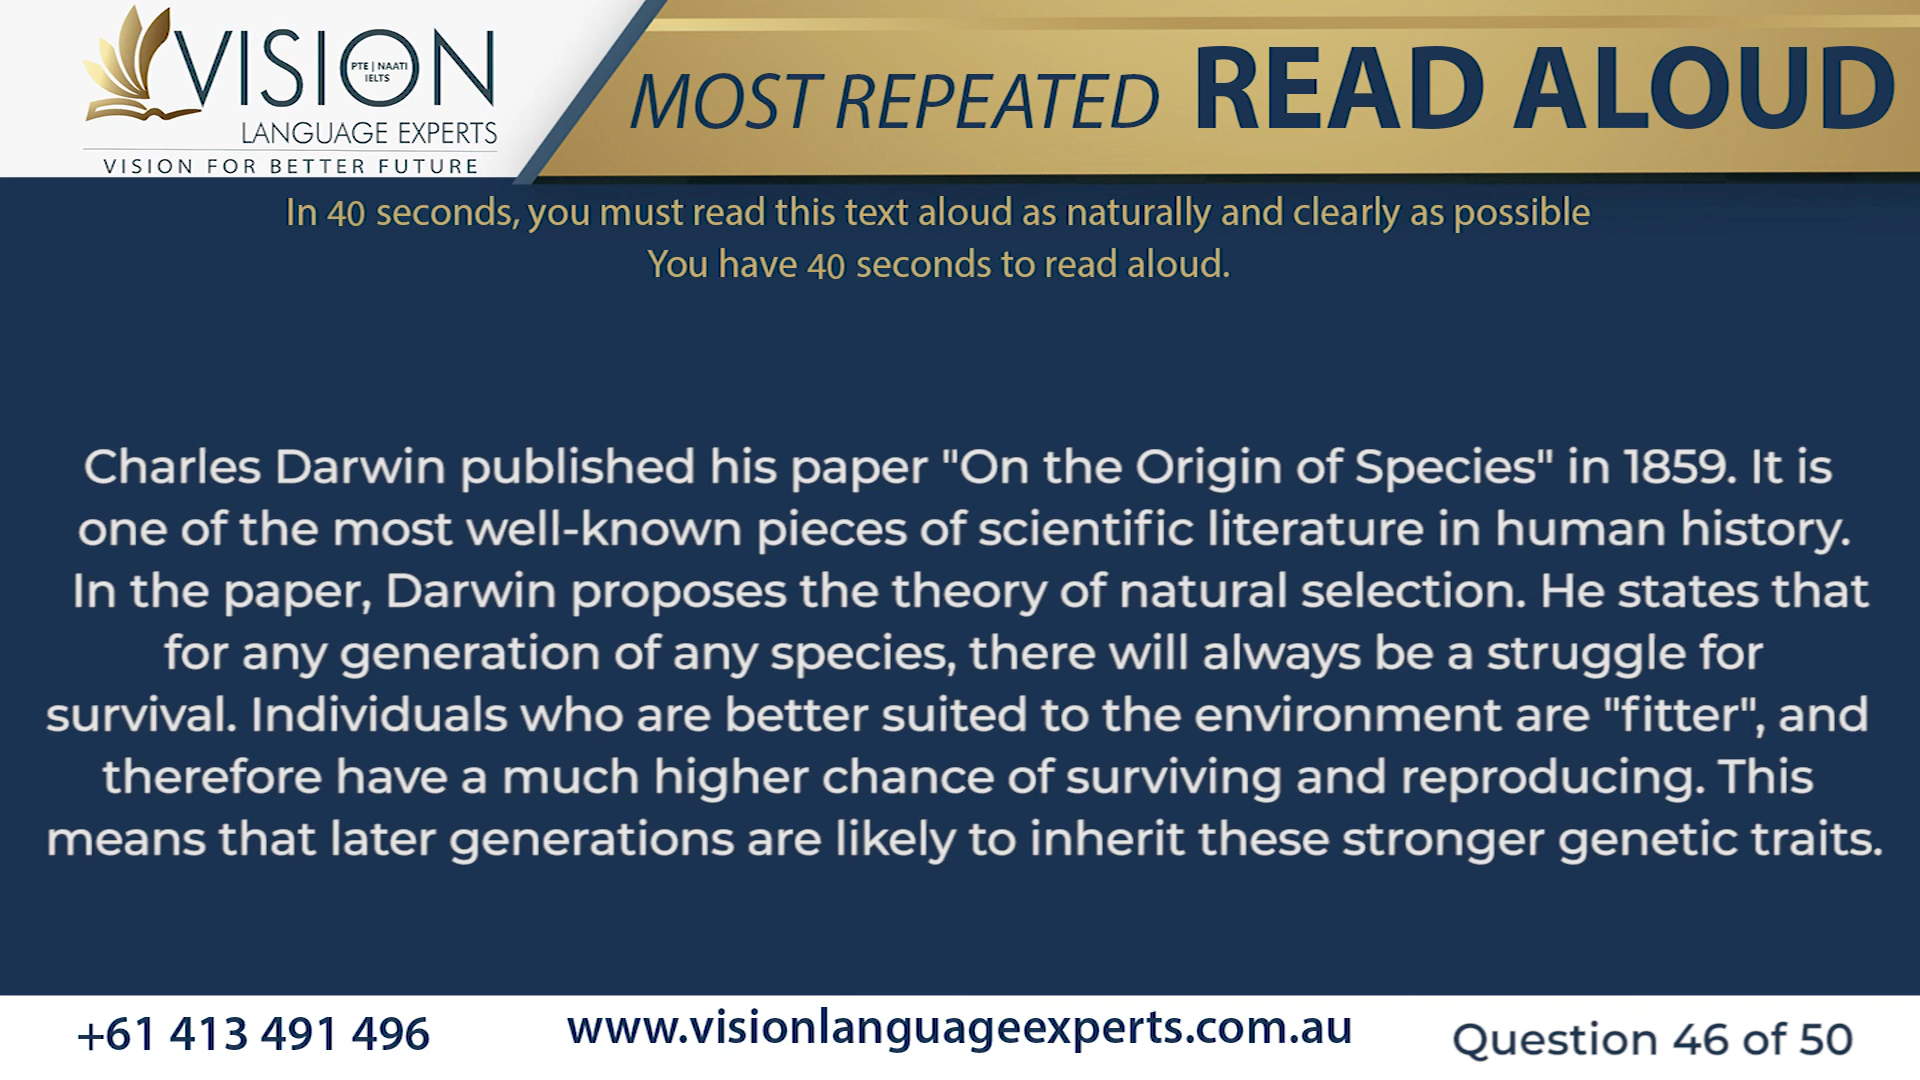 VISION
PTE | NAATI
IELTS
LANGUAGE EXPERTS
VISION FOR BETTER FUTURE
MOST REPEATED READ ALOUD
In 40 seconds, you must read this text aloud as naturally and clearly as possible
You have 40 seconds to read aloud.
Charles Darwin published his paper "On the Origin of Species" in 1859. It is
one of the most well-known pieces of scientific literature in human history.
In the paper, Darwin proposes the theory of natural selection. He states that
for any generation of any species, there will always be a struggle for
survival. Individuals who are better suited to the environment are "fitter", and
therefore have a much higher chance of surviving and reproducing. This
means that later generations are likely to inherit these stronger genetic traits.
+61 413 491 496
www.visionlanguageexperts.com.au
Question 46 of 50